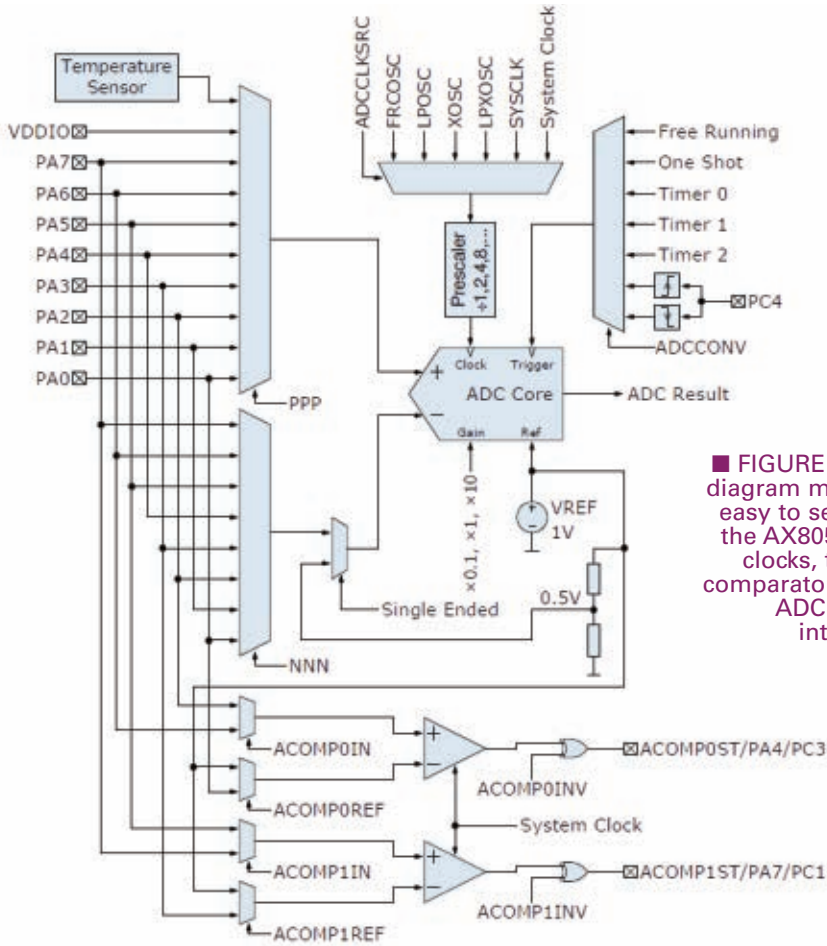 Temperature
Sensor
VDDIO
PA7
PA6
PA5
PA4
PA3
PA2
PA1
PA0
PPP
NNN
ADCCLKSRC
FRCOSC
LPOSC
XOSC
LPXOSC
SYSCLK
System Clock
Prescaler
÷1,2,4,8,...
Free Running
One Shot
Timer 0
Timer 1
Timer 2
PC4
ADCCONV
+
−
Clock
Trigger
ADC Core
Gain
Ref
ADC Result
×0.1, ×1, ×10
VREF
1V
0.5V
Single Ended
■ FIGURE
diagram m
easy to se
the AX805
clocks, t
comparato
ADC
int
ACOMP0IN
ACOMP0REF
+
−
ACOMP0INV
ACOMP0ST/PA4/PC3
System Clock
ACOMP1IN
ACOMP1REF
+
−
ACOMP1INV
ACOMP1ST/PA7/PC1